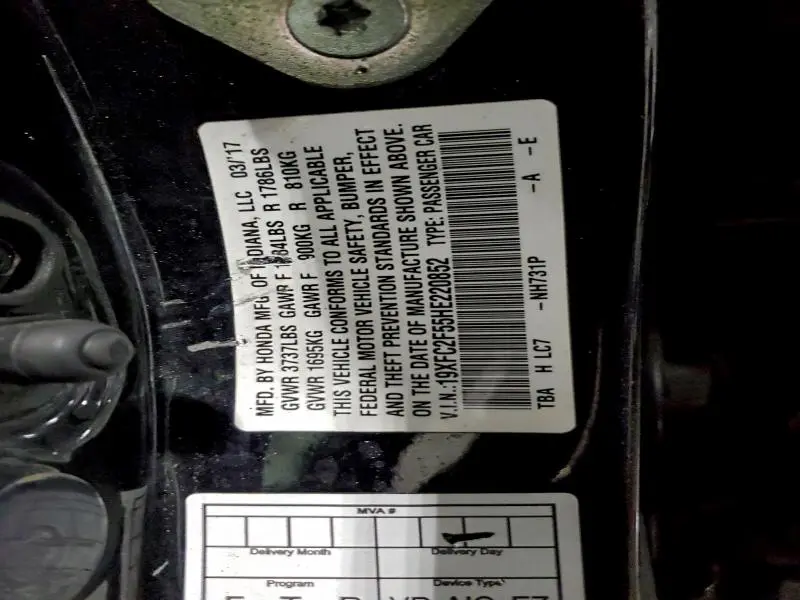 MFD. BY HONDA MFG OF INDIANA, LLC 03/'17
GVWR 3737LBS GAWR F 1984LBS R 1786LBS
GVWR 1695KG GAWR F 900KG R 810KG
THIS VEHICLE CONFORMS TO ALL APPLICABLE
FEDERAL MOTOR VEHICLE SAFETY, BUMPER,
AND THEFT PREVENTION STANDARDS IN EFFECT
ON THE DATE OF MANUFACTURE SHOWN ABOVE.
V.I.N.:19XFC2F55HE220852 TYPE: PASSENGER CAR
TBA H LC7 -NH731P -A -E
MVA #
Delivery Month Delivery Day
Program Device Type